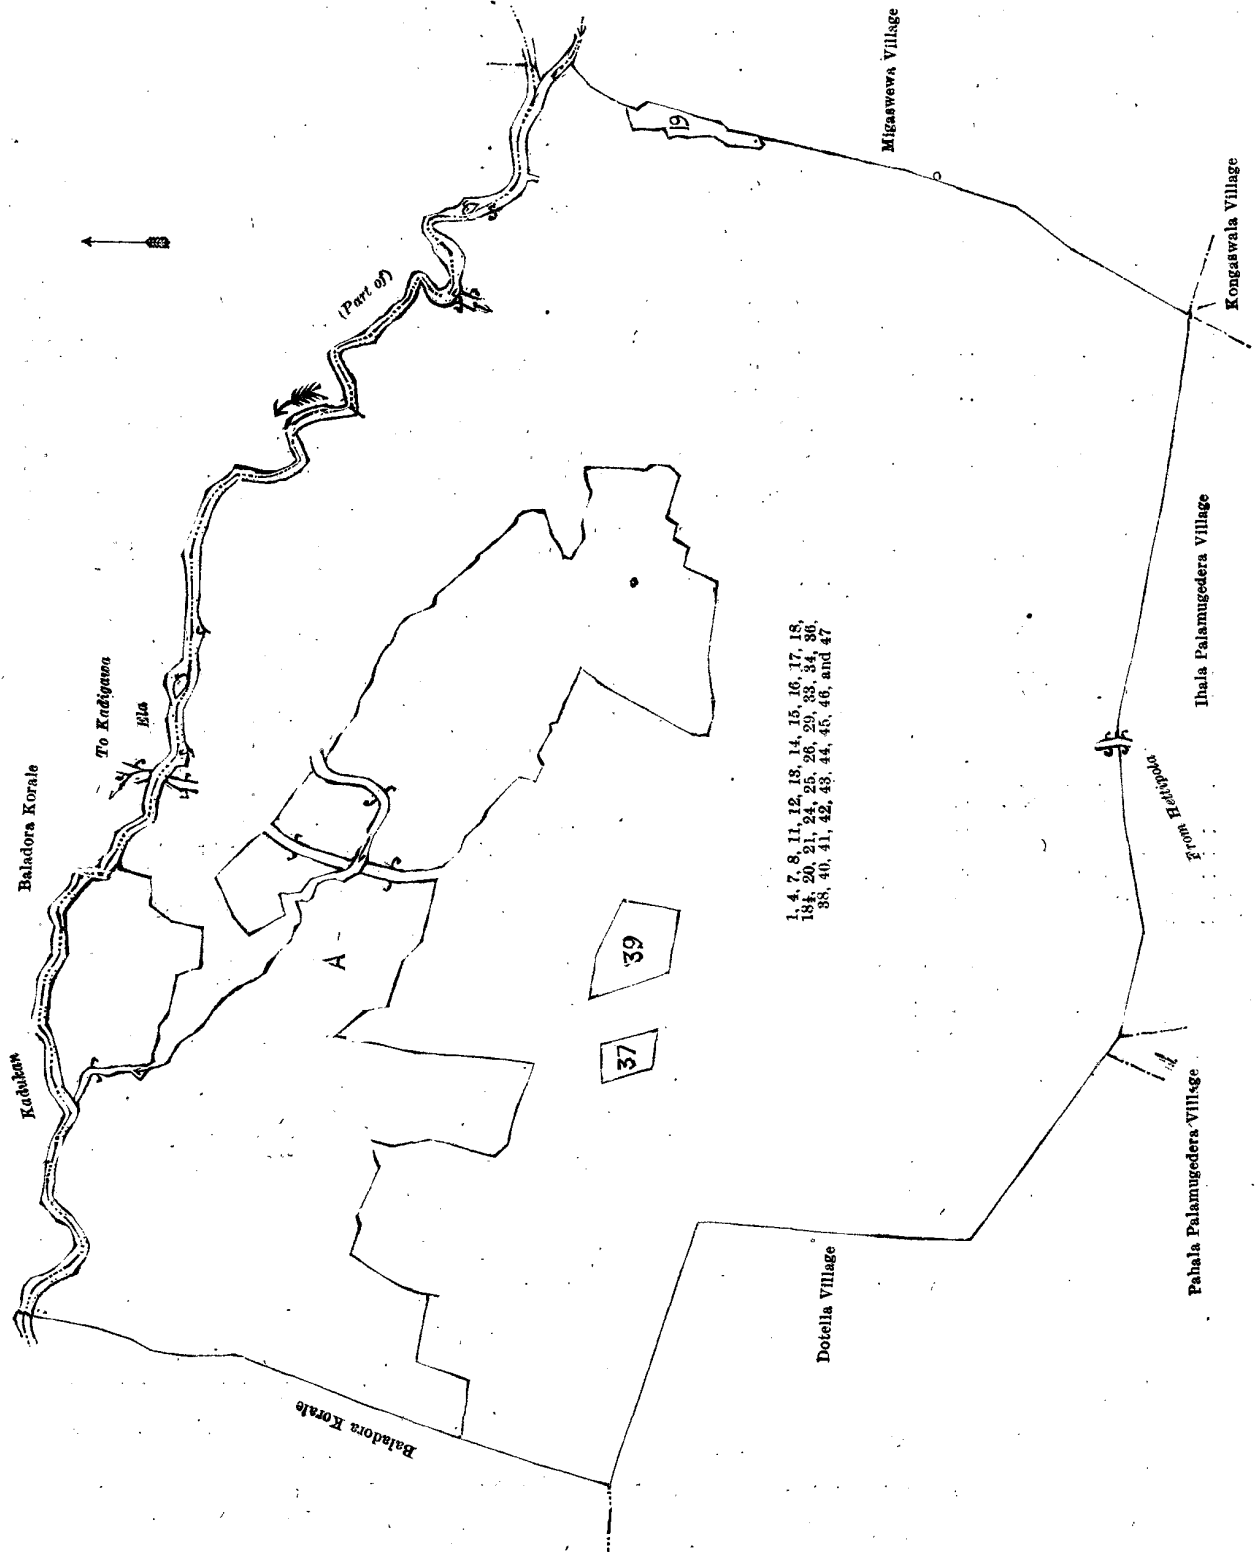 Baladora Korale
Kadukan
To Kadigawa
Ela
(Part of)
Baladora Korale
A
19
Migaswewa Village
37
39
1, 4, 7, 8, 11, 12, 13, 14, 15, 16, 17, 18,
18½, 20, 21, 24, 25, 26, 29, 33, 34, 36,
38, 40, 41, 42, 43, 44, 45, 46, and 47
Dotella Village
From Hettipola
Pahala Palamugedera Village
Ihala Palamugedera Village
Kongaswala Village